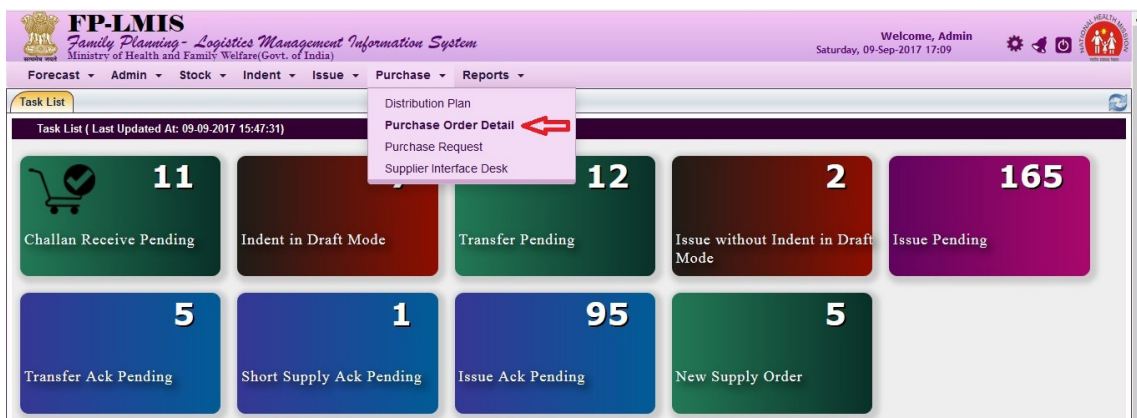 FP-LMIS
Family Planning - Logistics Management Information System
Ministry of Health and Family Welfare(Govt. of India)
Welcome, Admin
Saturday, 09-Sep-2017 17:09
Forecast Admin Stock Indent Issue Purchase Reports
Distribution Plan
Purchase Order Detail
Purchase Request
Supplier Interface Desk
Task List
Task List ( Last Updated At: 09-09-2017 15:47:31)
11
Challan Receive Pending
Indent in Draft Mode
12
Transfer Pending
2
Issue without Indent in Draft
Mode
165
Issue Pending
5
Transfer Ack Pending
1
Short Supply Ack Pending
95
Issue Ack Pending
5
New Supply Order